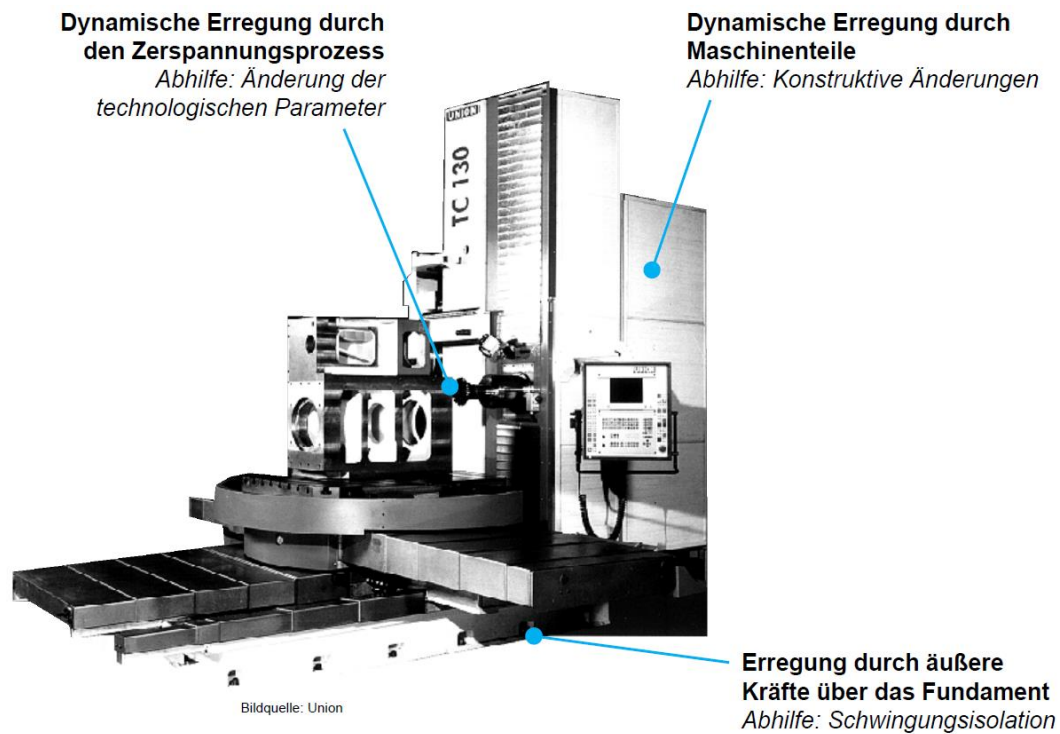 Dynamische Erregung durch
den Zerspannungsprozess
Abhilfe: Änderung der
technologischen Parameter
Dynamische Erregung durch
Maschinenteile
Abhilfe: Konstruktive Änderungen
UNION
TC 130
Erregung durch äußere
Kräfte über das Fundament
Abhilfe: Schwingungsisolation
Bildquelle: Union